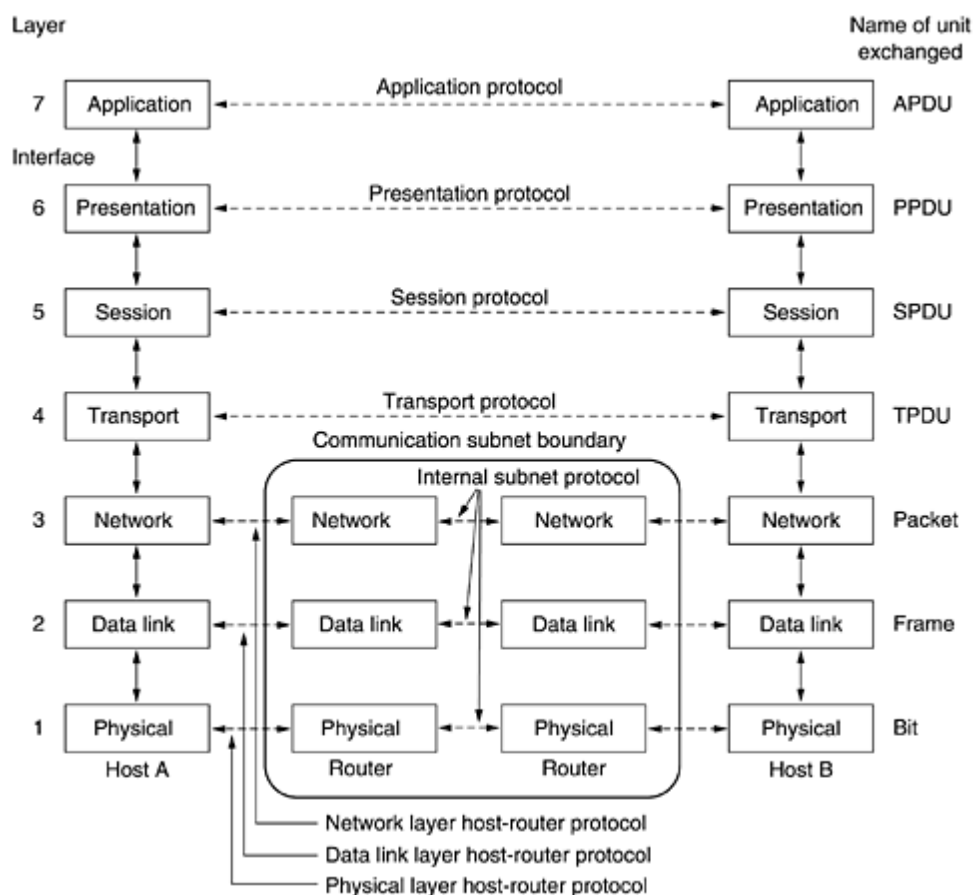 Layer
Name of unit
exchanged
7 Application Application protocol Application APDU
Interface
6 Presentation Presentation protocol Presentation PPDU
5 Session Session protocol Session SPDU
4 Transport Transport protocol Transport TPDU
Communication subnet boundary
Internal subnet protocol
3 Network Network Network Network Packet
2 Data link Data link Data link Data link Frame
1 Physical Physical Physical Physical Bit
Host A Router Router Host B
Network layer host-router protocol
Data link layer host-router protocol
Physical layer host-router protocol